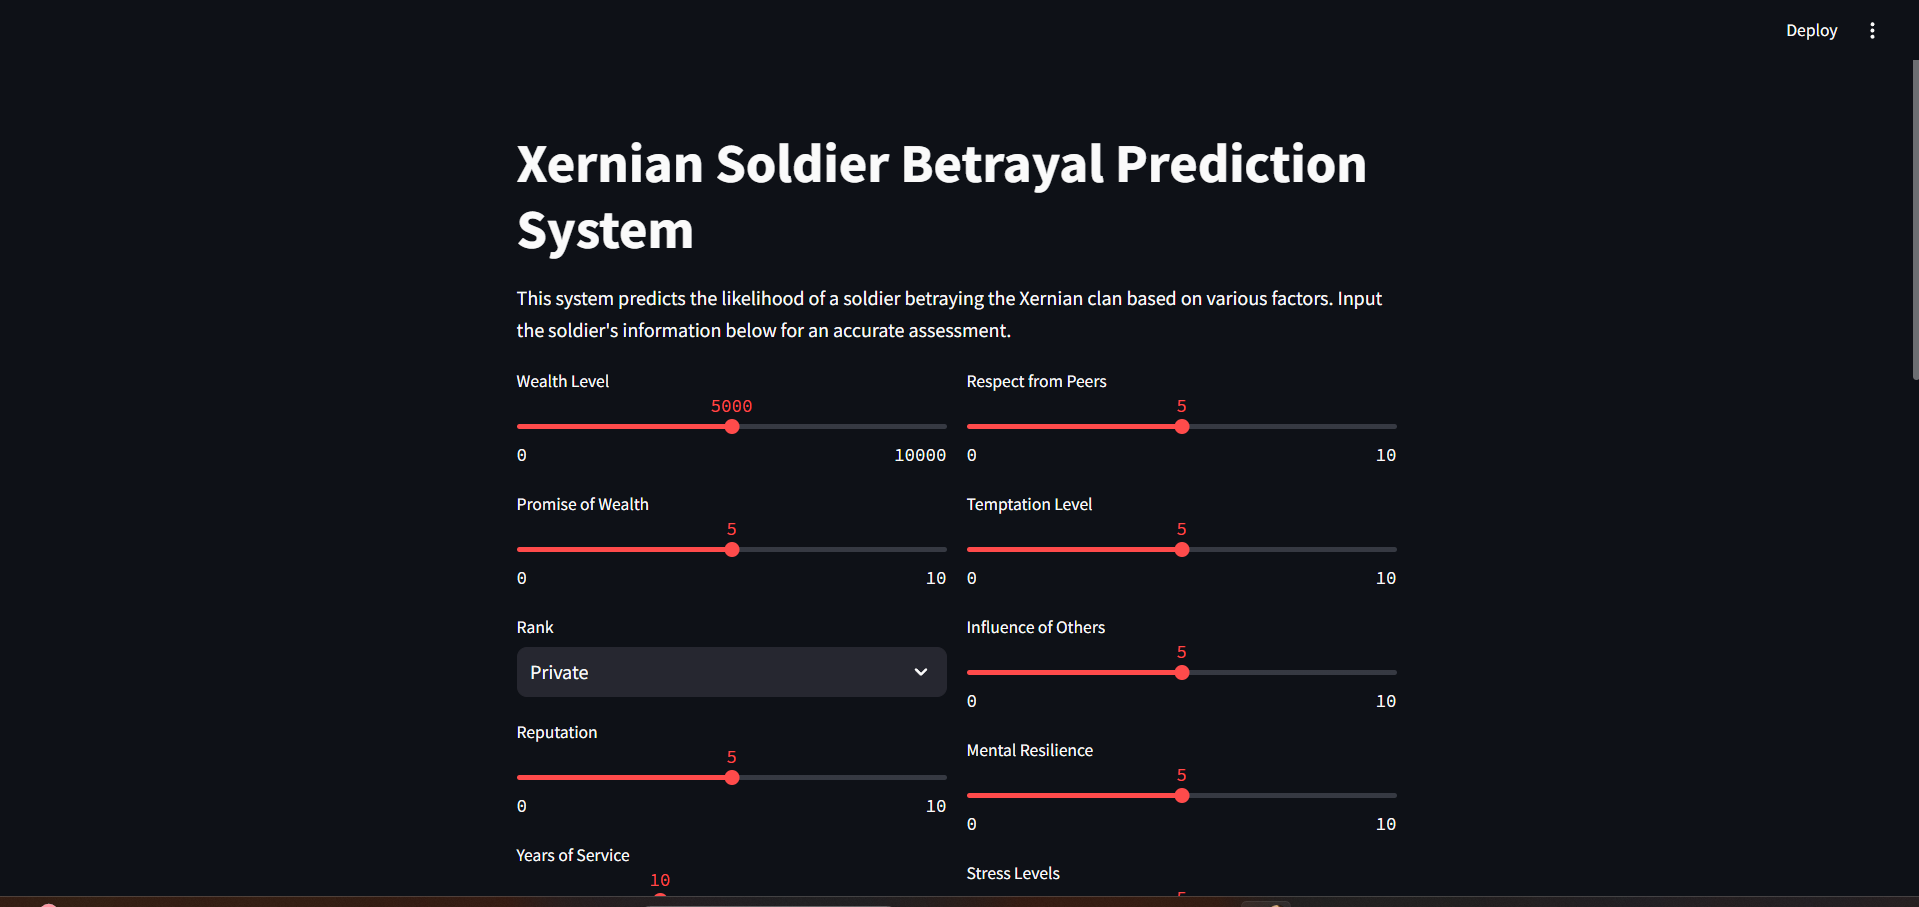 Deploy
Xernian Soldier Betrayal Prediction
System
This system predicts the likelihood of a soldier betraying the Xernian clan based on various factors. Input
the soldier's information below for an accurate assessment.
Wealth Level
5000
0 10000
Promise of Wealth
5
0 10
Rank
Private
Reputation
5
0 10
Years of Service
10
Respect from Peers
5
0 10
Temptation Level
5
0 10
Influence of Others
5
0 10
Mental Resilience
5
0 10
Stress Levels